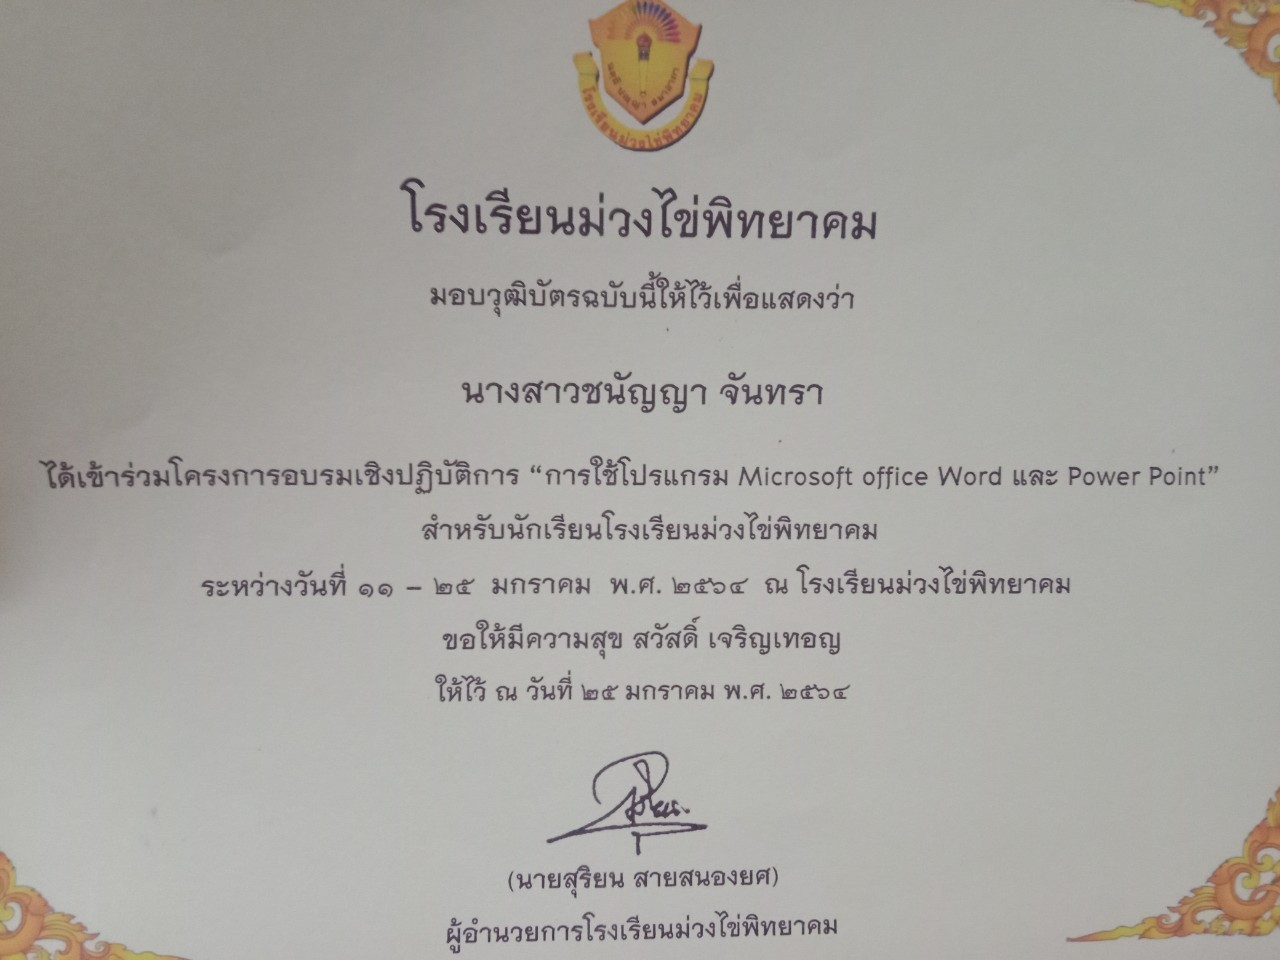 โรงเรียนม่วงไข่พิทยาคม
โรงเรียนม่วงไข่พิทยาคม
มอบวุฒิบัตรฉบับนี้ให้ไว้เพื่อแสดงว่า
นางสาวชนัญญา จันทรา
ได้เข้าร่วมโครงการอบรมเชิงปฏิบัติการ “การใช้โปรแกรม Microsoft office Word และ Power Point”
สำหรับนักเรียนโรงเรียนม่วงไข่พิทยาคม
ระหว่างวันที่ ๑๑ – ๒๕ มกราคม พ.ศ. ๒๕๖๔ ณ โรงเรียนม่วงไข่พิทยาคม
ขอให้มีความสุข สวัสดิ์ เจริญเทอญ
ให้ไว้ ณ วันที่ ๒๕ มกราคม พ.ศ. ๒๕๖๔
(นายสุริยน สายสนองยศ)
ผู้อำนวยการโรงเรียนม่วงไข่พิทยาคม